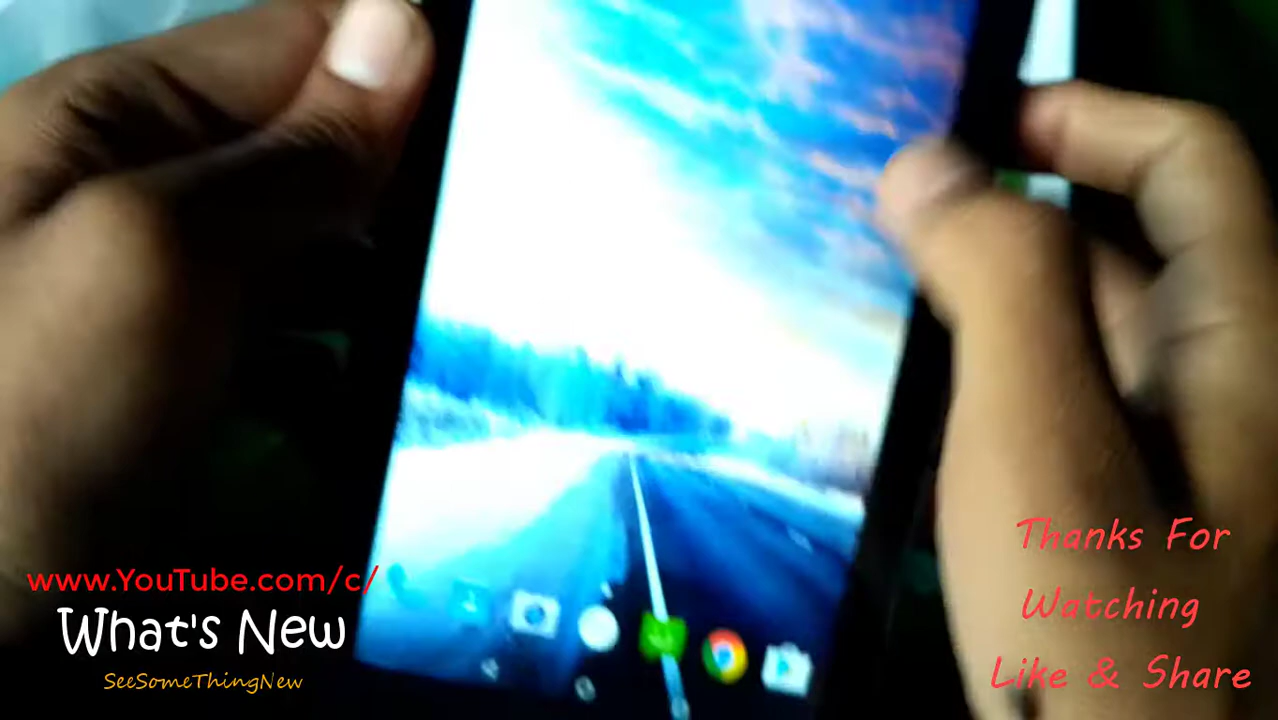 www.YouTube.com/c/
What's New
SeeSomeThingNew
Thanks For
Watching
Like & Share